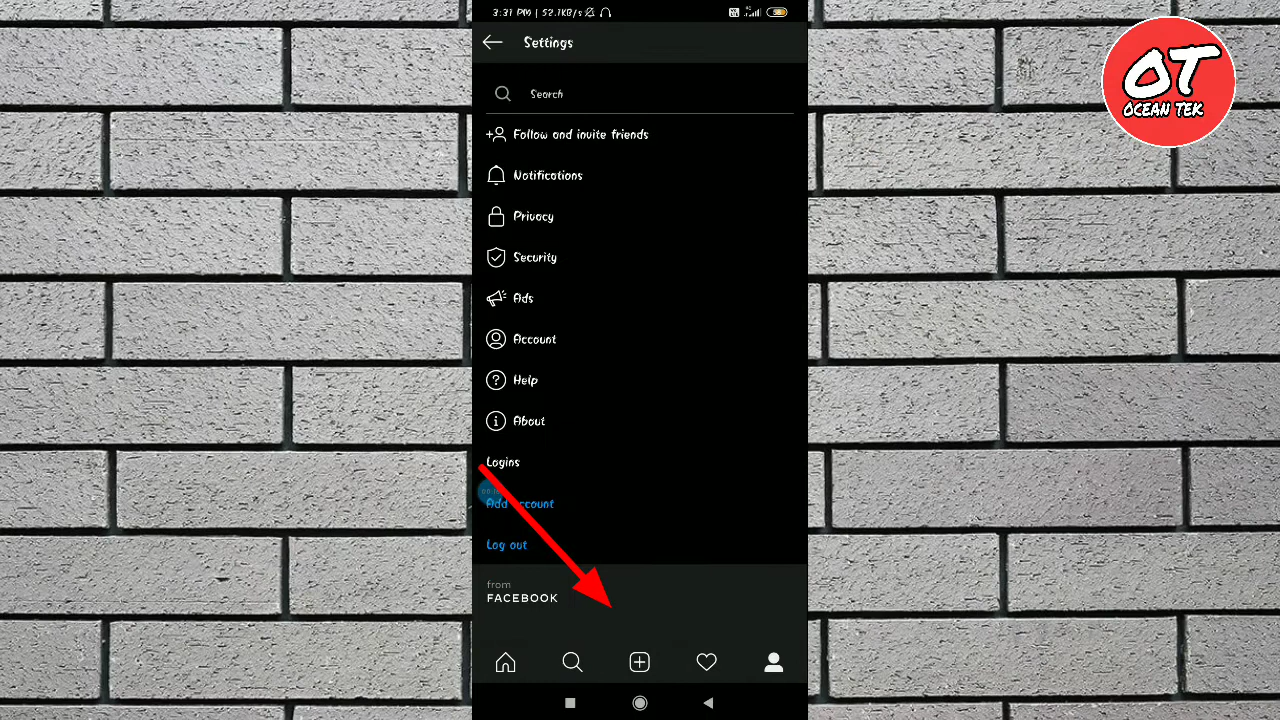 3:31 PM | 52.1KB/s
Settings
Search
Follow and invite friends
Notifications
Privacy
Security
Ads
Account
Help
About
Logins
Add account
Log out
from
FACEBOOK
OT
OCEAN TEK